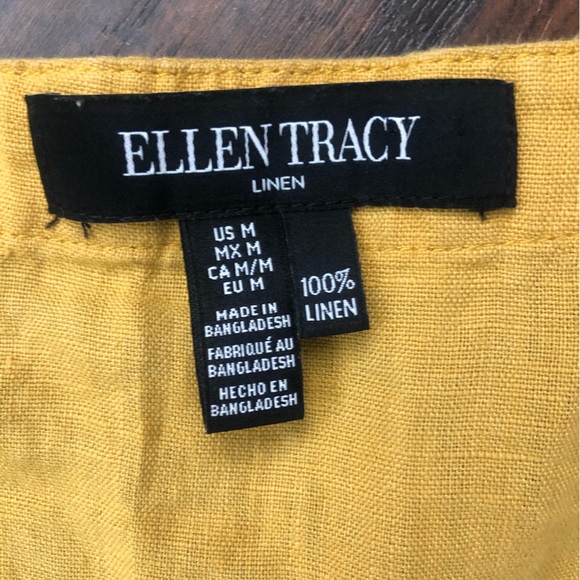 ELLEN TRACY
LINEN
US M
MX M
CA M/M
EU M
MADE IN
BANGLADESH
FABRIQUÉ AU
BANGLADESH
HECHO EN
BANGLADESH
100%
LINEN